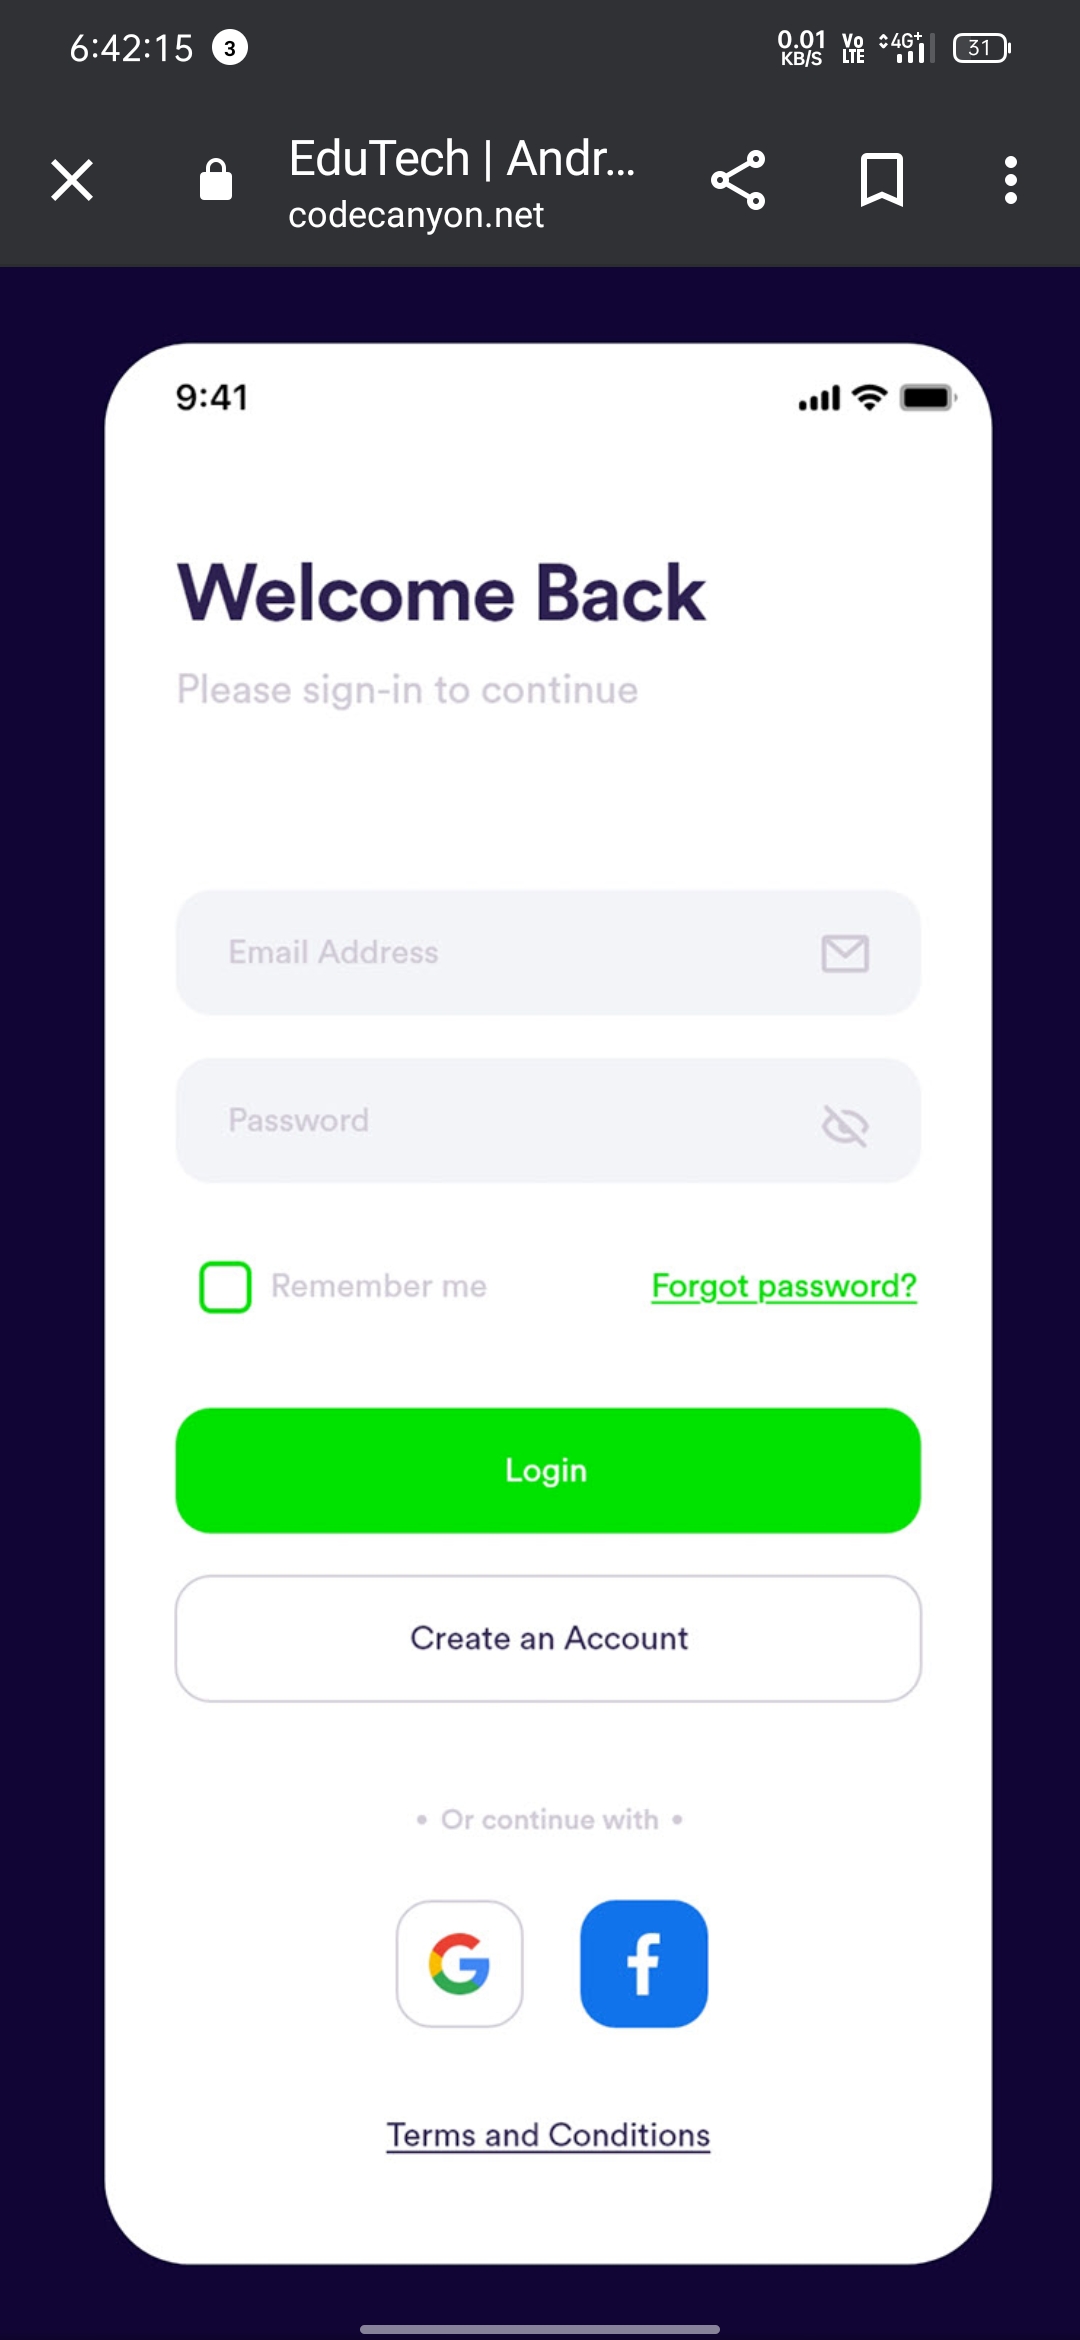 6:42:15 3 0.01 KB/S Vo LTE 4G+ 31
EduTech | Andr...
codecanyon.net
9:41
Welcome Back
Please sign-in to continue
Email Address
Password
Remember me Forgot password?
Login
Create an Account
• Or continue with •
G f
Terms and Conditions